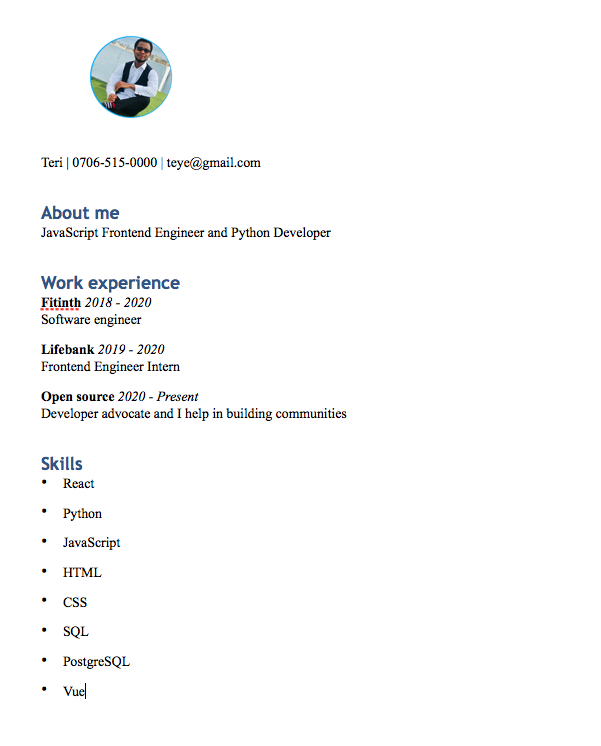 Teri | 0706-515-0000 | teye@gmail.com
About me
JavaScript Frontend Engineer and Python Developer
Work experience
Fitinth 2018 - 2020
Software engineer
Lifebank 2019 - 2020
Frontend Engineer Intern
Open source 2020 - Present
Developer advocate and I help in building communities
Skills
• React
• Python
• JavaScript
• HTML
• CSS
• SQL
• PostgreSQL
• Vue